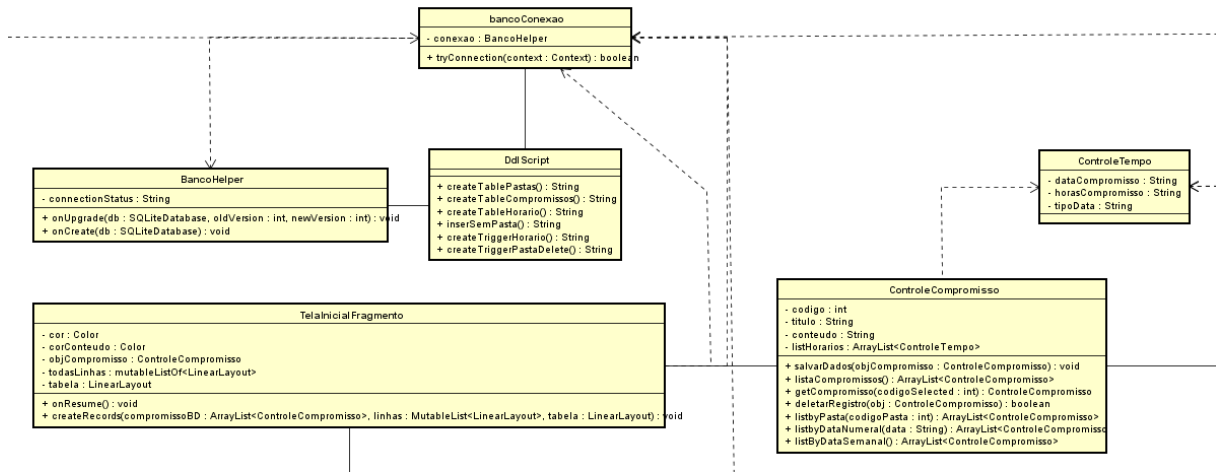 bancoConexao
- conexao : BancoHelper
+ tryConnection(context : Context) : boolean
DdlScript
+ createTablePastas() : String
+ createTableCompromissos() : String
+ createTableHorario() : String
+ inserSemPasta() : String
+ createTriggerHorario() : String
+ createTriggerPastaDelete() : String
BancoHelper
- connectionStatus : String
+ onUpgrade(db : SQLiteDatabase, oldVersion : int, newVersion : int) : void
+ onCreate(db : SQLiteDatabase) : void
ControleTempo
- dataCompromisso : String
- horasCompromisso : String
- tipoData : String
TelaInicialFragmento
- cor : Color
- corConteudo : Color
- objCompromisso : ControleCompromisso
- todasLinhas : mutableListOf<LinearLayout>
- tabela : LinearLayout
+ onResume() : void
+ createRecords(compromissoBD : ArrayList<ControleCompromisso>, linhas : MutableList<LinearLayout>, tabela : LinearLayout) : void
ControleCompromisso
- codigo : int
- titulo : String
- conteudo : String
- listHorarios : ArrayList<ControleTempo>
+ salvarDados(objCompromisso : ControleCompromisso) : void
+ listaCompromissos() : ArrayList<ControleCompromisso>
+ getCompromisso(codigoSelected : int) : ControleCompromisso
+ deletarRegistro(obj : ControleCompromisso) : boolean
+ listbyPasta(codigoPasta : int) : ArrayList<ControleCompromisso>
+ listbyDataNumeral(data : String) : ArrayList<ControleCompromisso
+ listByDataSemanal() : ArrayList<ControleCompromisso>